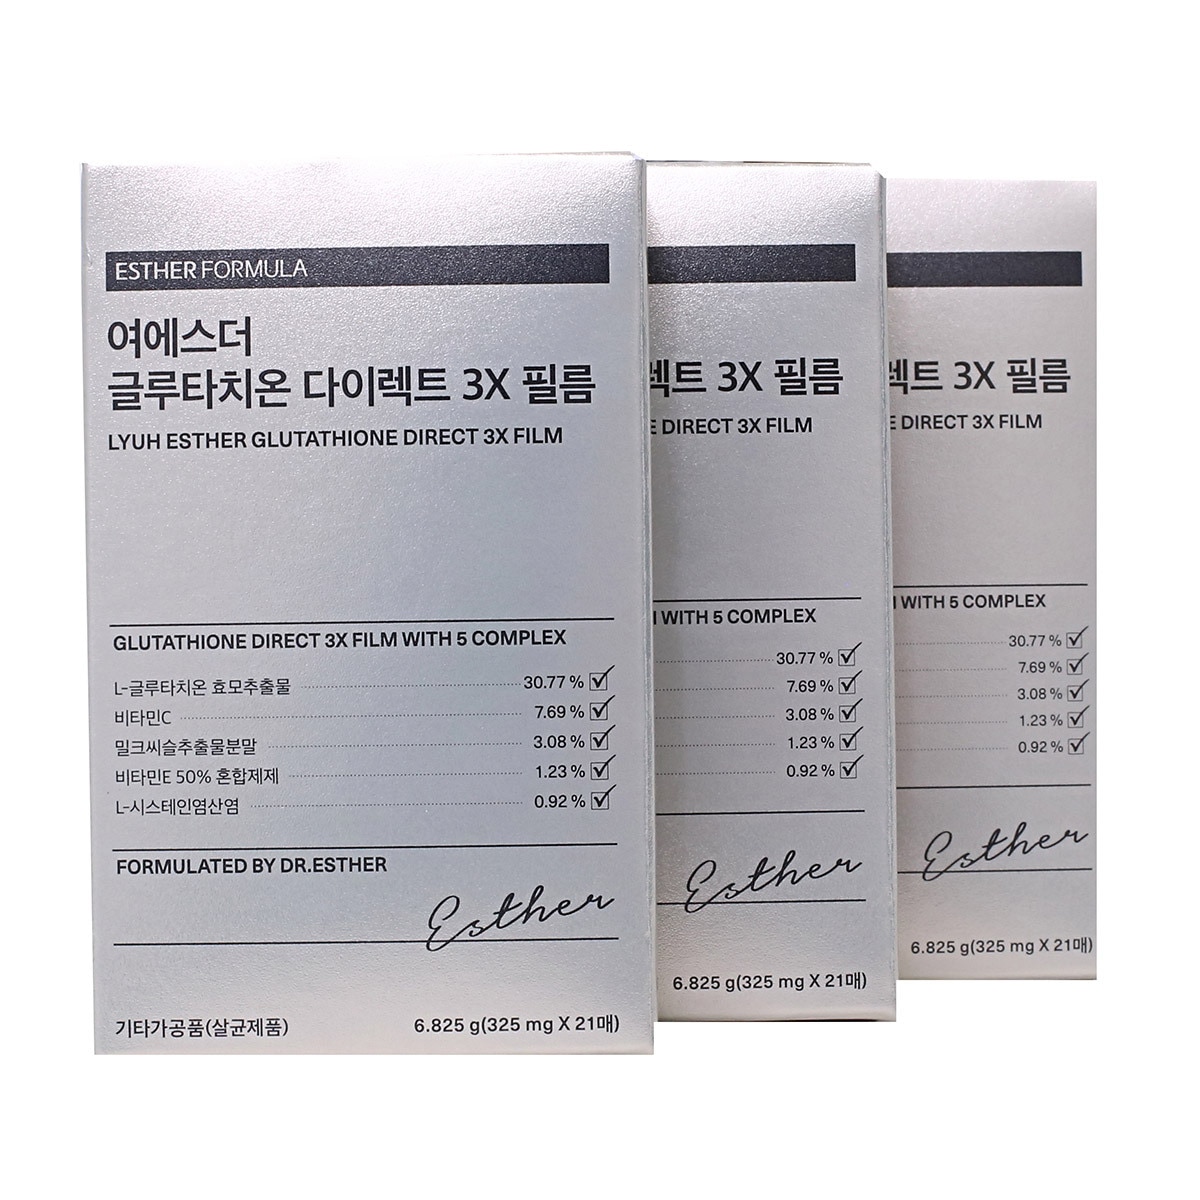 ESTHER FORMULA
여에스더
글루타치온 다이렉트 3X 필름
LYUH ESTHER GLUTATHIONE DIRECT 3X FILM
GLUTATHIONE DIRECT 3X FILM WITH 5 COMPLEX
L-글루타치온 효모추출물 30.77 %
비타민C 7.69 %
밀크씨슬추출물분말 3.08 %
비타민E 50% 혼합제제 1.23 %
L-시스테인염산염 0.92 %
FORMULATED BY DR.ESTHER
Esther
기타가공품(살균제품) 6.825 g(325 mg X 21매)
렉트 3X 필름
E DIRECT 3X FILM
WITH 5 COMPLEX
30.77 %
7.69 %
3.08 %
1.23 %
0.92 %
Esther
6.825 g(325 mg X 21매)
렉트 3X 필름
E DIRECT 3X FILM
WITH 5 COMPLEX
30.77 %
7.69 %
3.08 %
1.23 %
0.92 %
Esther
6.825 g(325 mg X 21매)